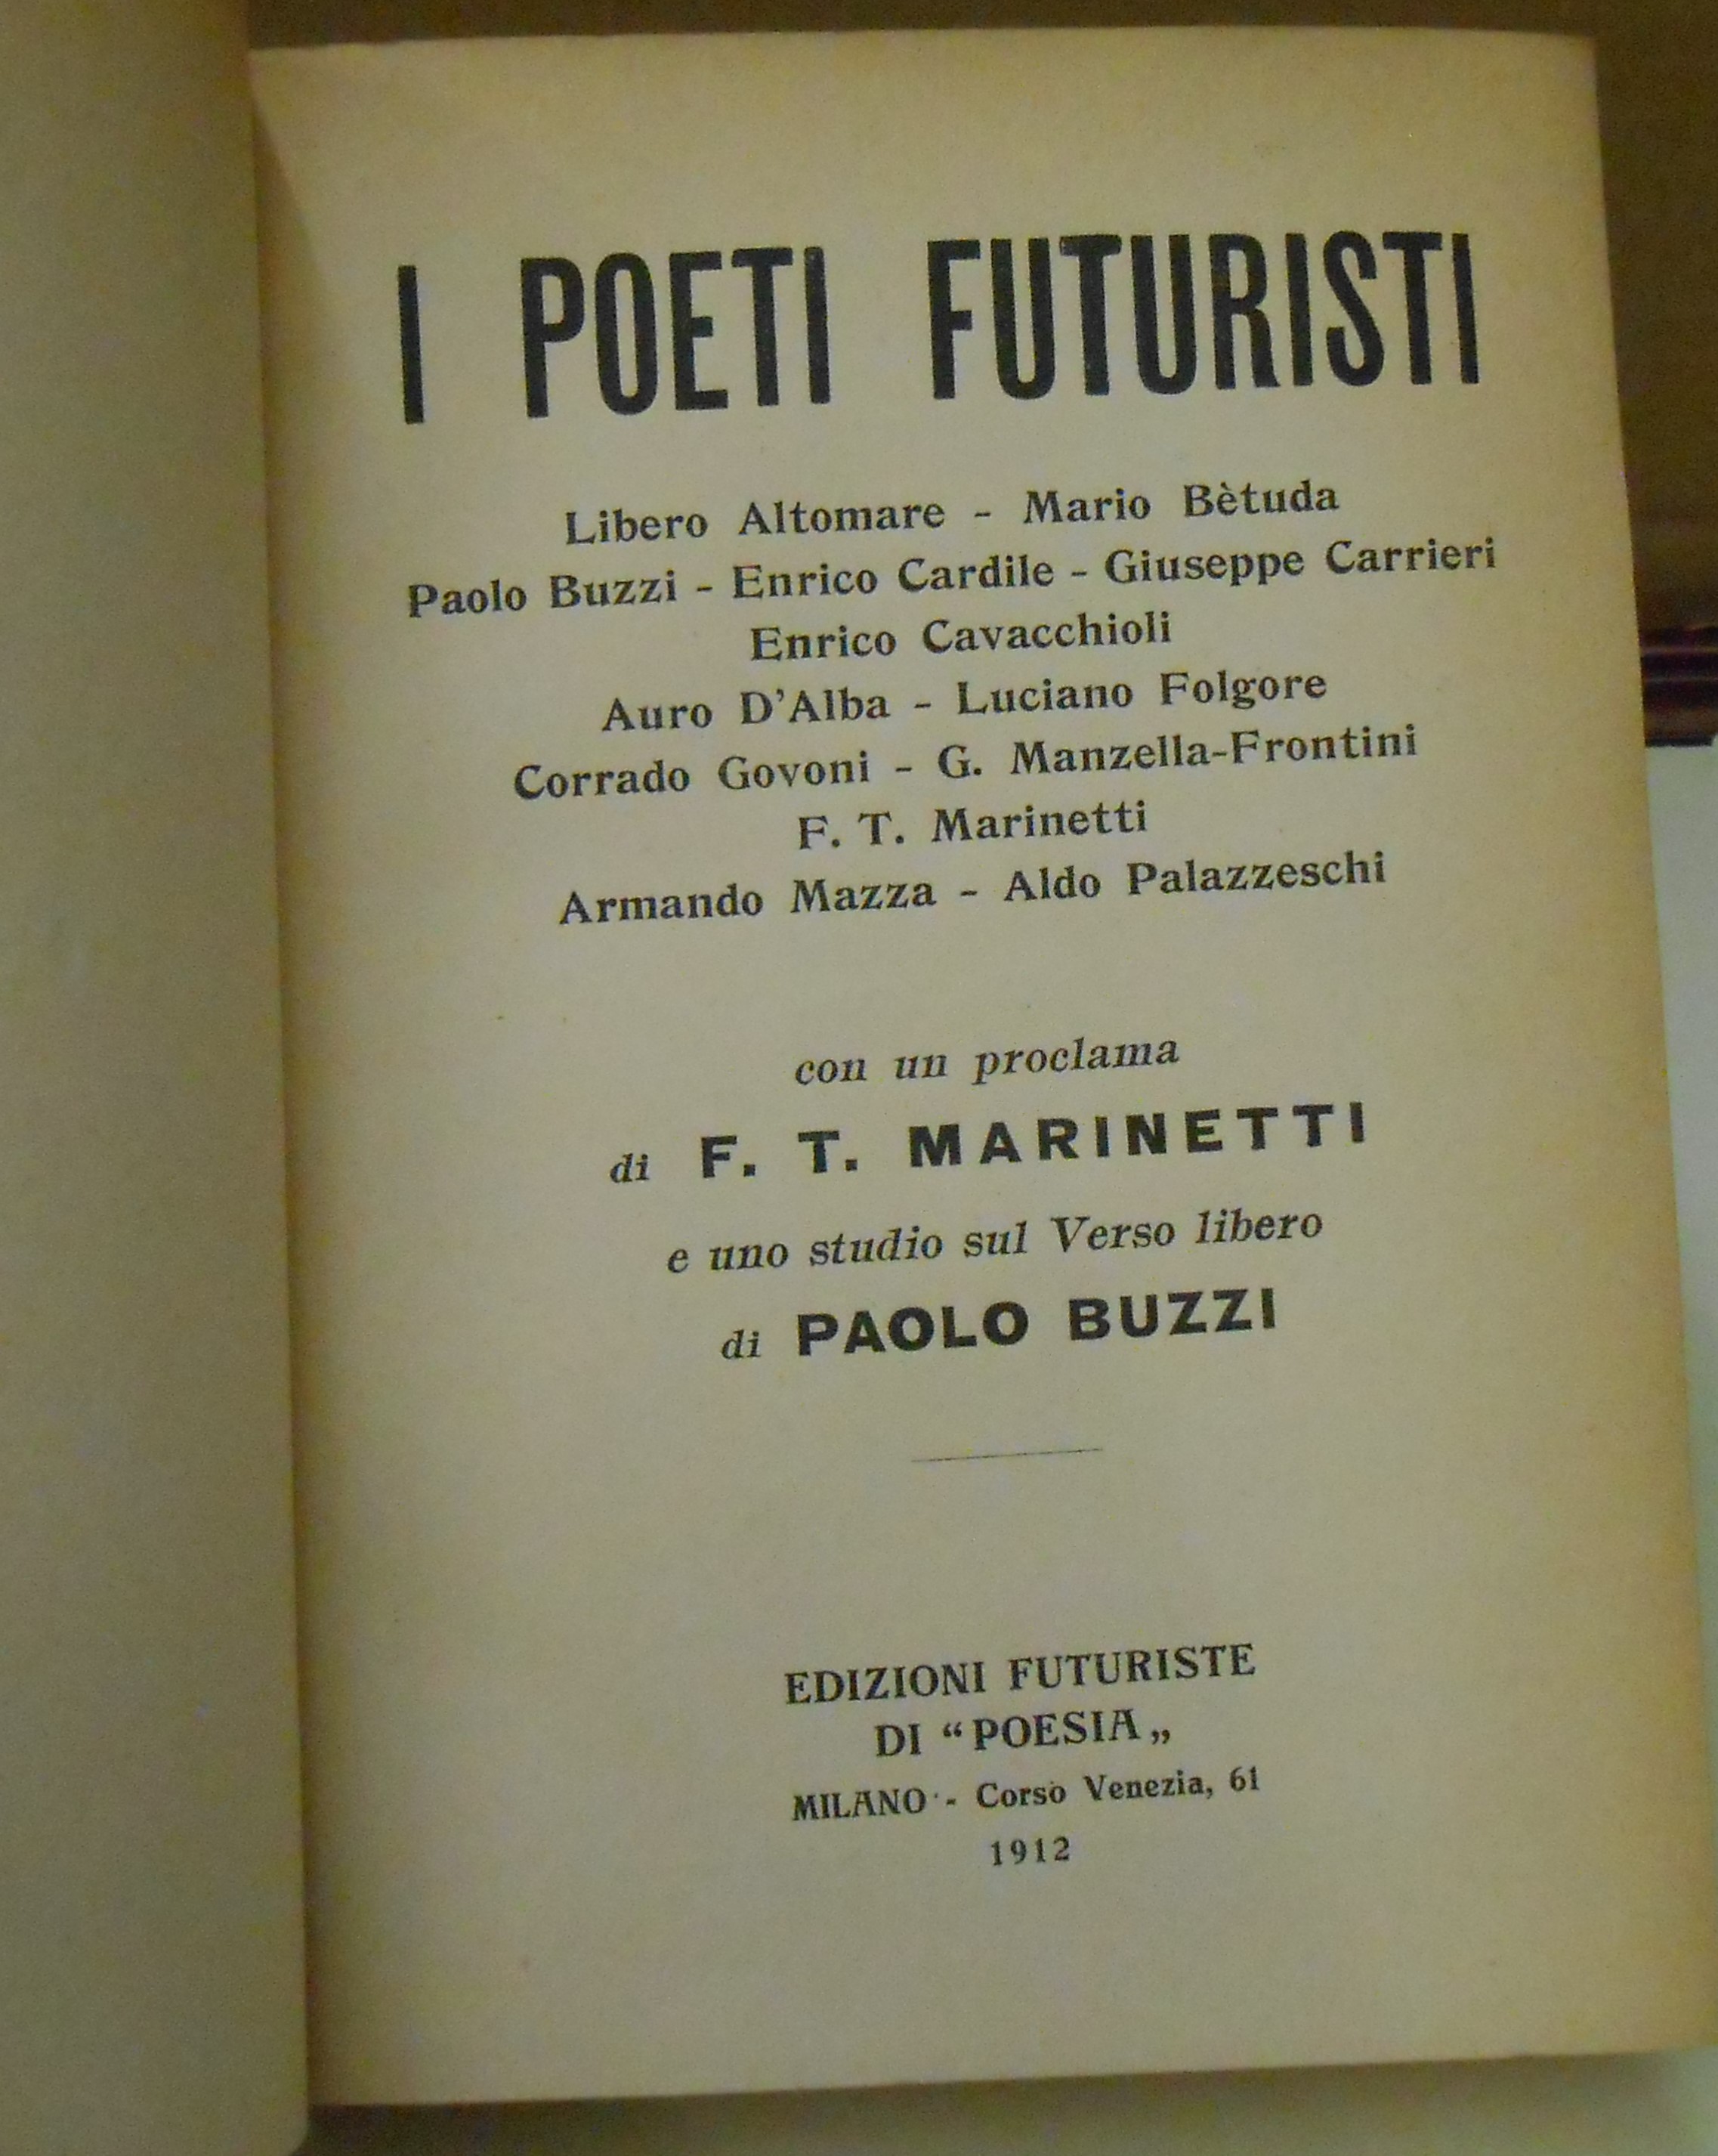 I POETI FUTURISTI
Libero Altomare - Mario Bètuda
Paolo Buzzi - Enrico Cardile - Giuseppe Carrieri
Enrico Cavacchioli
Auro D'Alba - Luciano Folgore
Corrado Govoni - G. Manzella-Frontini
F. T. Marinetti
Armando Mazza - Aldo Palazzeschi
con un proclama
di F. T. MARINETTI
e uno studio sul Verso libero
di PAOLO BUZZI
EDIZIONI FUTURISTE
DI “POESIA„
MILANO - Corso Venezia, 61
1912